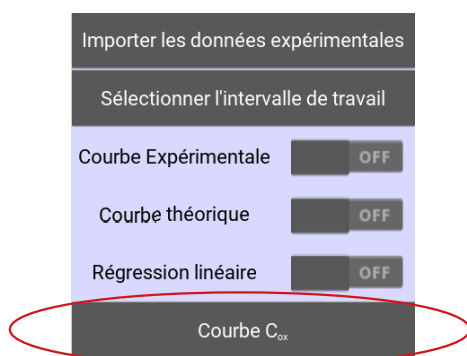 Importer les données expérimentales
Sélectionner l'intervalle de travail
Courbe Expérimentale OFF
Courbe théorique OFF
Régression linéaire OFF
Courbe Cₒₓ